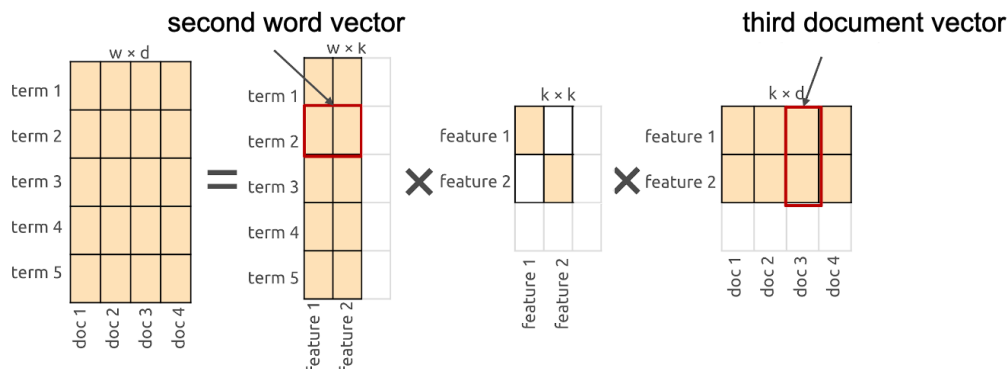 second word vector
third document vector
w × d
term 1
term 2
term 3
term 4
term 5
doc 1
doc 2
doc 3
doc 4
=
w × k
term 1
term 2
term 3
term 4
term 5
feature 1
feature 2
×
k × k
feature 1
feature 2
feature 1
feature 2
×
k × d
feature 1
feature 2
doc 1
doc 2
doc 3
doc 4